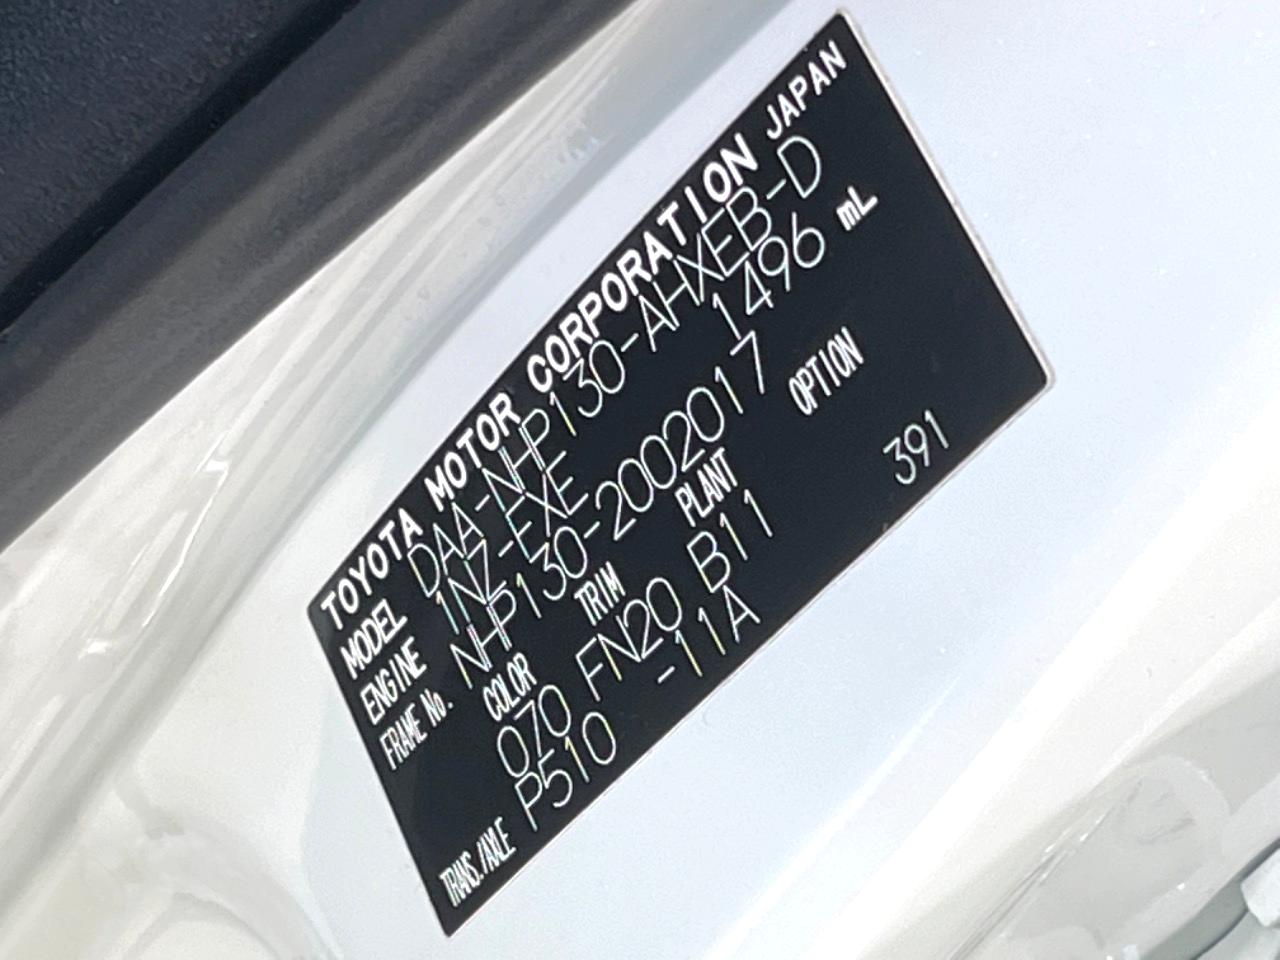 TOYOTA MOTOR CORPORATION JAPAN
MODEL DAA-NHP130-AHXEB-D
ENGINE 1NZ-FXE 1496 mL
FRAME No. NHP130-2002017
COLOR TRIM PLANT OPTION
070 FN20 B11
TRANS./AXLE P510 -11A 391